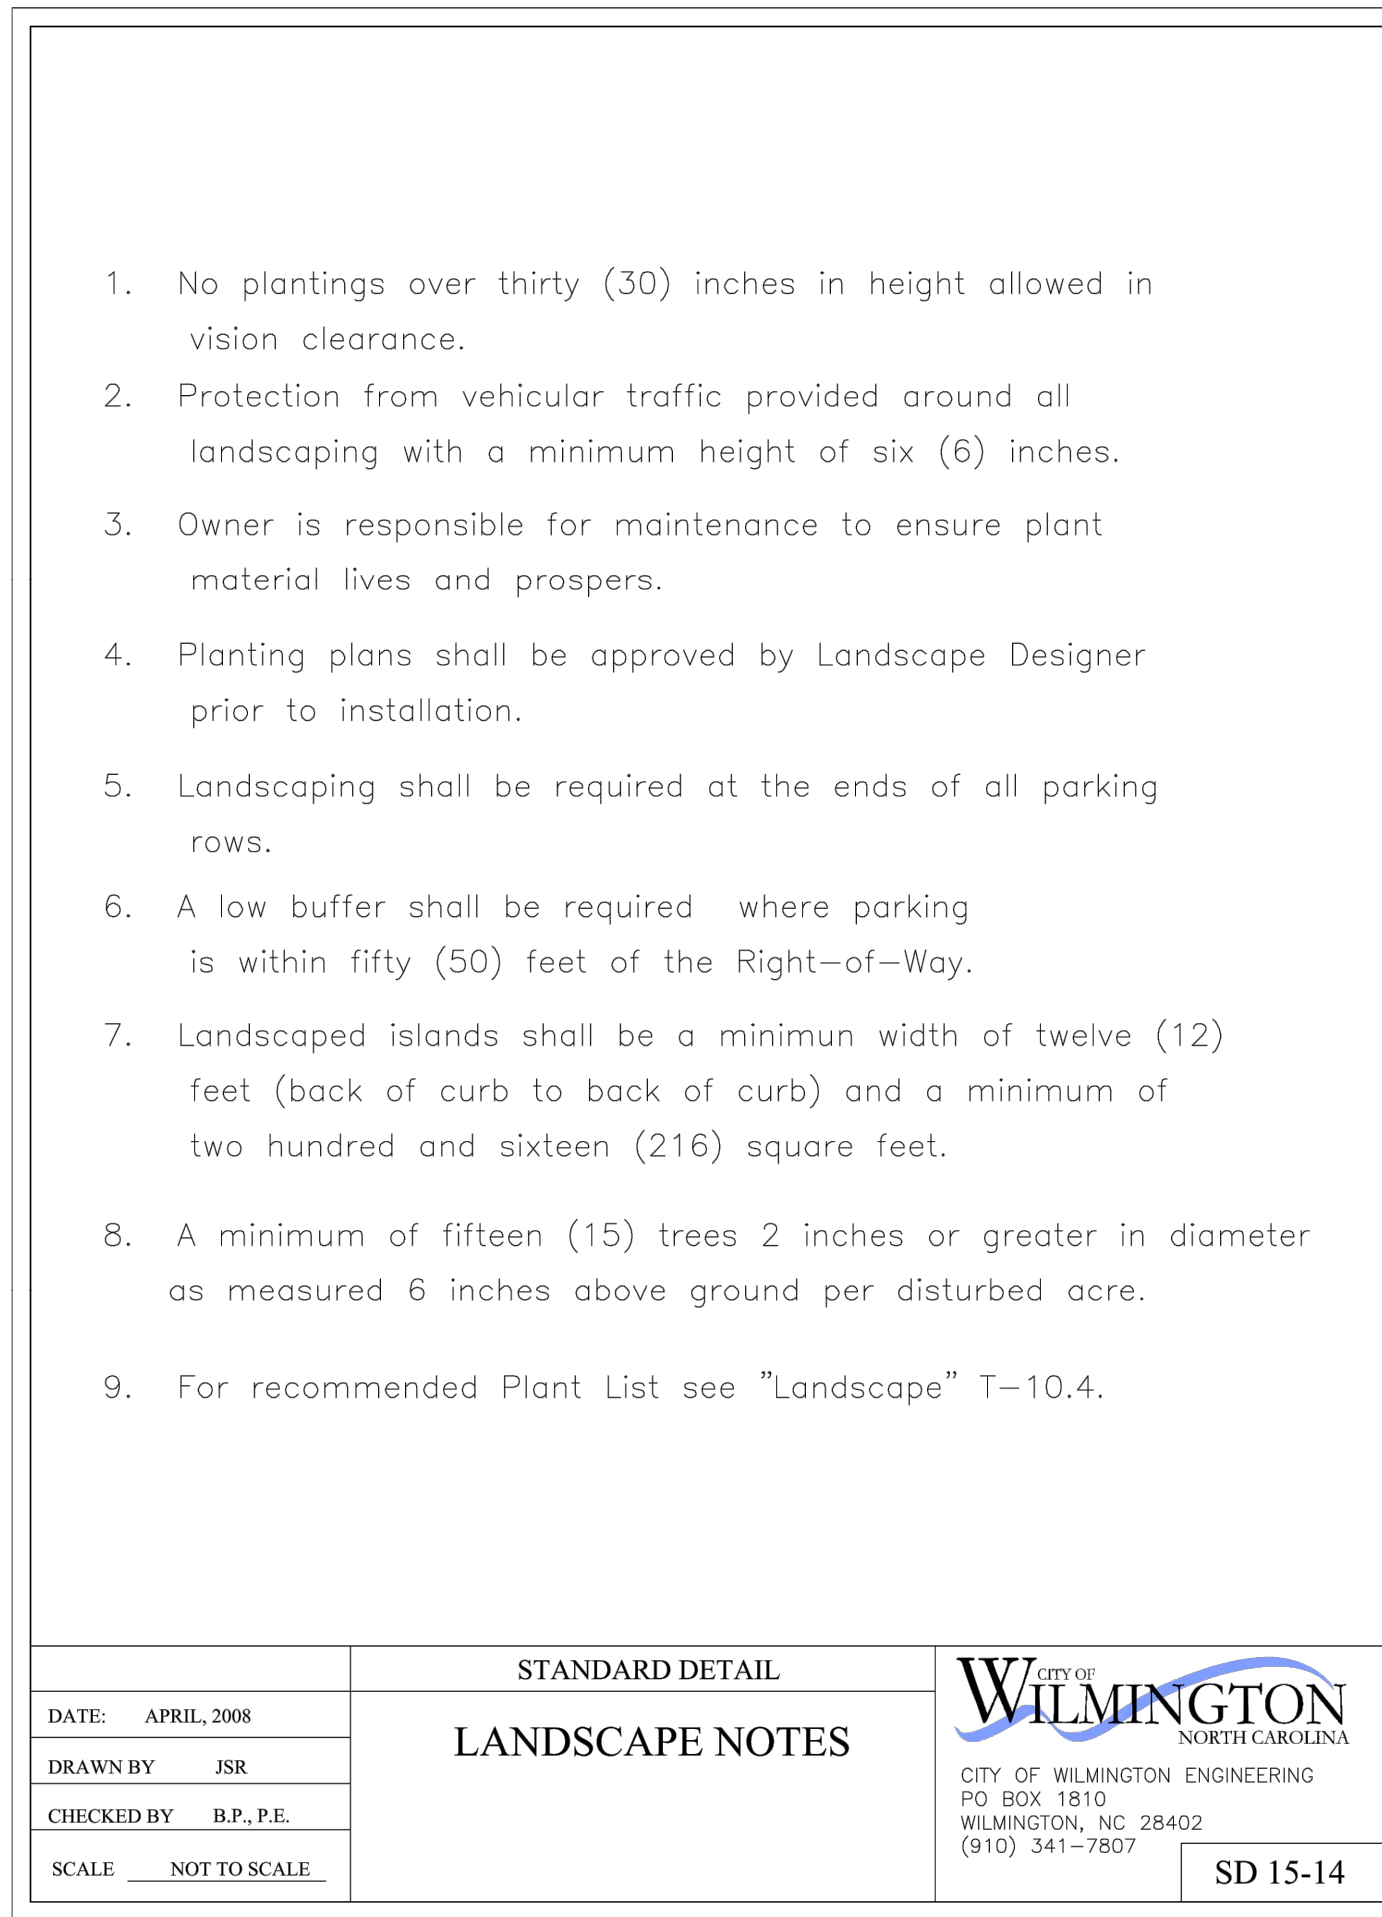 1. No plantings over thirty (30) inches in height allowed in
vision clearance.
2. Protection from vehicular traffic provided around all
landscaping with a minimum height of six (6) inches.
3. Owner is responsible for maintenance to ensure plant
material lives and prospers.
4. Planting plans shall be approved by Landscape Designer
prior to installation.
5. Landscaping shall be required at the ends of all parking
rows.
6. A low buffer shall be required where parking
is within fifty (50) feet of the Right-of-Way.
7. Landscaped islands shall be a minimun width of twelve (12)
feet (back of curb to back of curb) and a minimum of
two hundred and sixteen (216) square feet.
8. A minimum of fifteen (15) trees 2 inches or greater in diameter
as measured 6 inches above ground per disturbed acre.
9. For recommended Plant List see "Landscape" T-10.4.
DATE: APRIL, 2008
DRAWN BY JSR
CHECKED BY B.P., P.E.
SCALE NOT TO SCALE
STANDARD DETAIL
LANDSCAPE NOTES
CITY OF
WILMINGTON
NORTH CAROLINA
CITY OF WILMINGTON ENGINEERING
PO BOX 1810
WILMINGTON, NC 28402
(910) 341-7807
SD 15-14